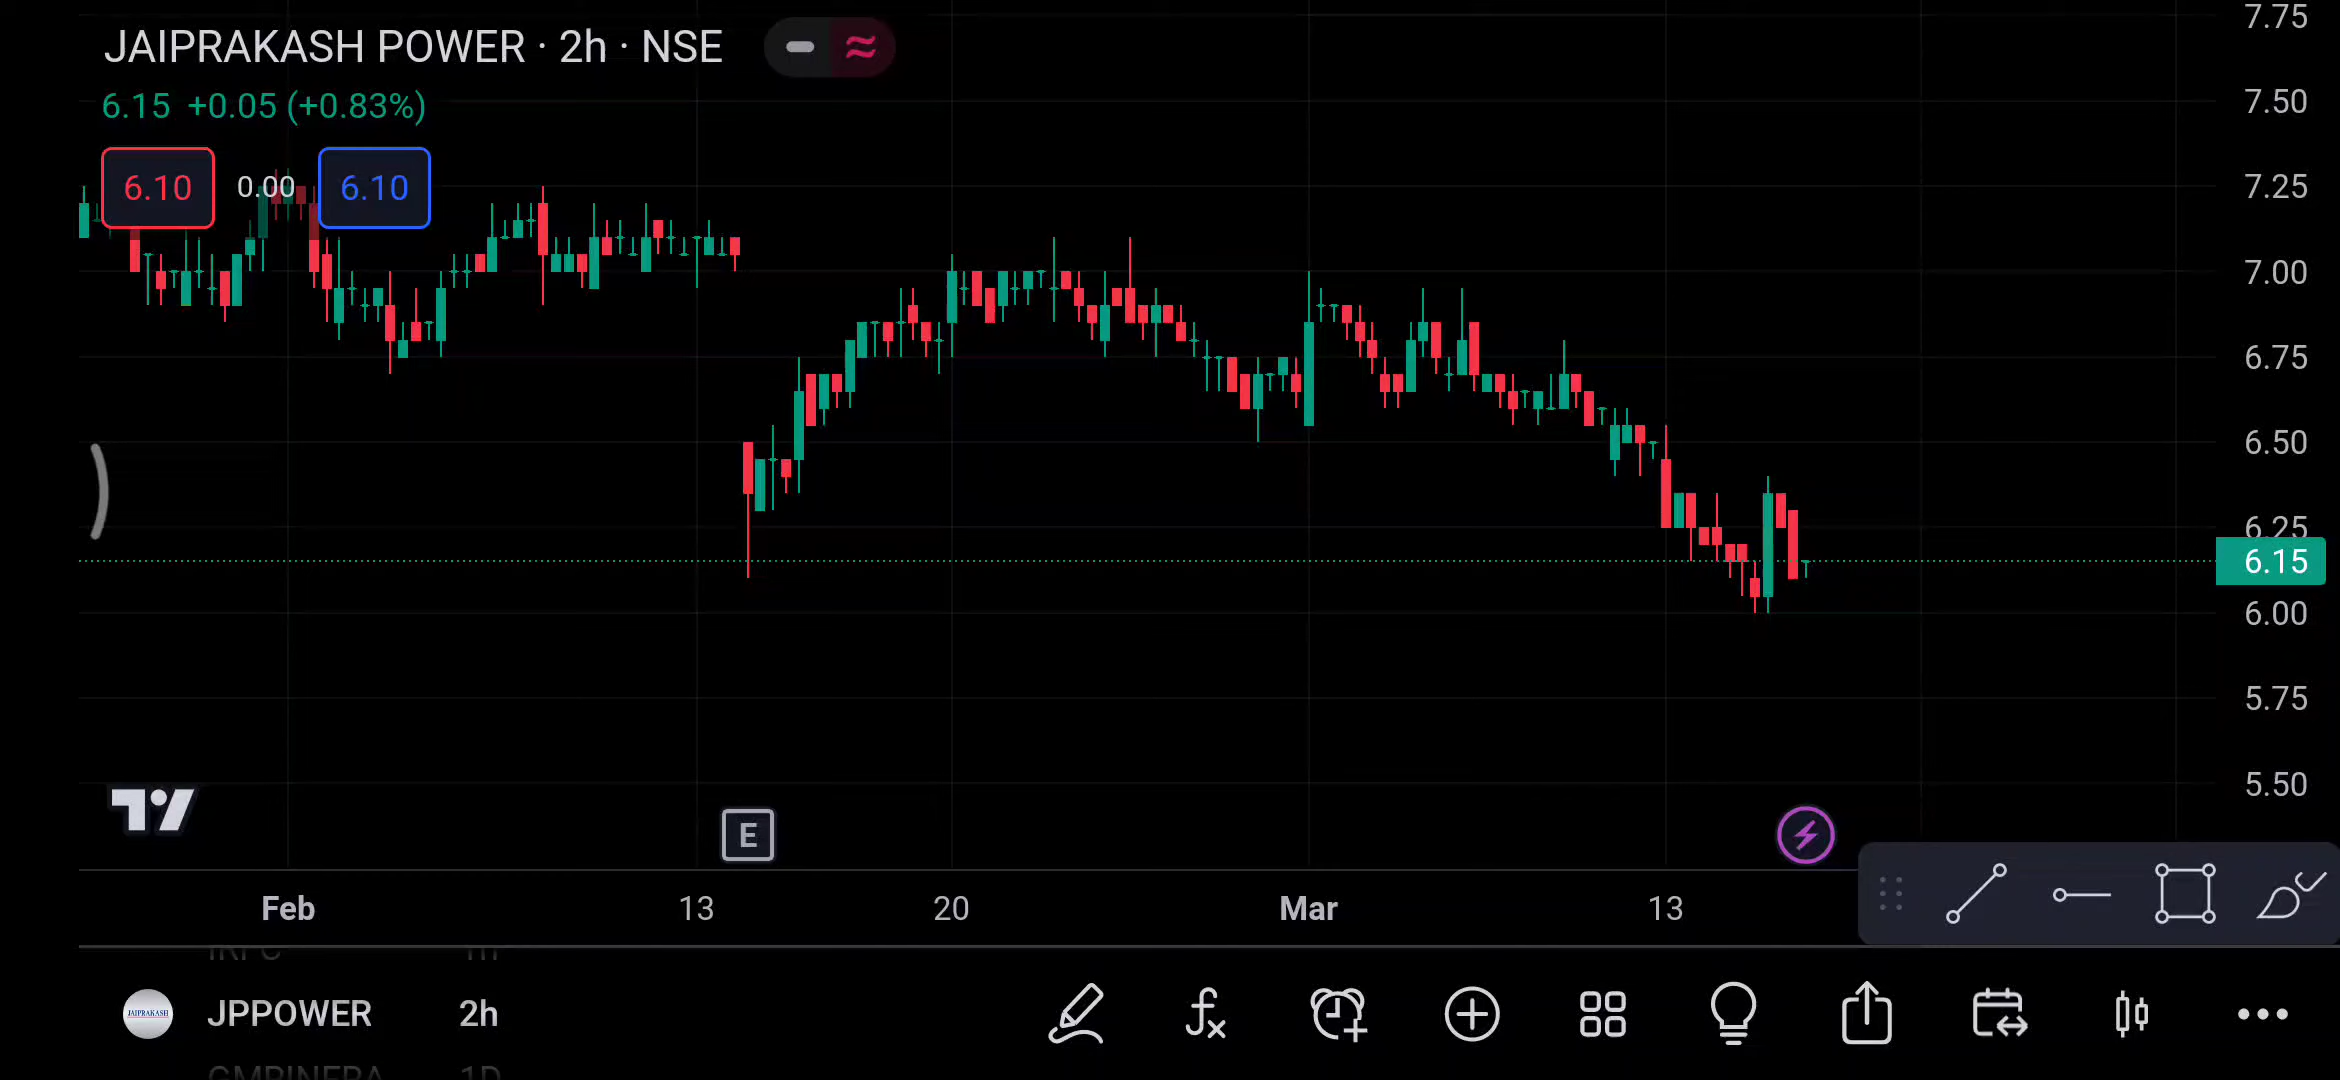 JAIPRAKASH POWER · 2h · NSE
6.15 +0.05 (+0.83%)
6.10 0.00 6.10
7.75
7.50
7.25
7.00
6.75
6.50
6.25
6.15
6.00
5.75
5.50
E
Feb 13 20 Mar 13
JAIPRAKASH JPPOWER 2h